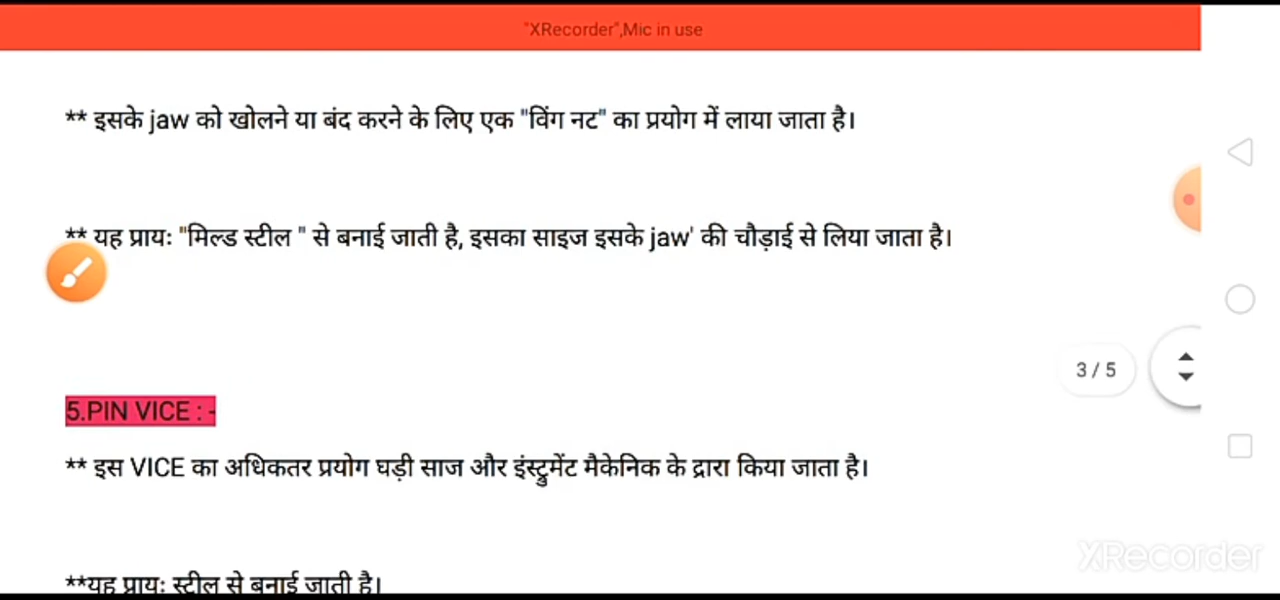 "XRecorder",Mic in use
** इसके jaw को खोलने या बंद करने के लिए एक "विंग नट" का प्रयोग में लाया जाता है।
** यह प्राय: "मिल्ड स्टील " से बनाई जाती है, इसका साइज इसके jaw' की चौड़ाई से लिया जाता है।
3 / 5
5.PIN VICE : -
** इस VICE का अधिकतर प्रयोग घड़ी साज और इंस्ट्रुमेंट मैकेनिक के द्रारा किया जाता है।
XRecorder
**यह प्राय: स्टील से बनाई जाती है।